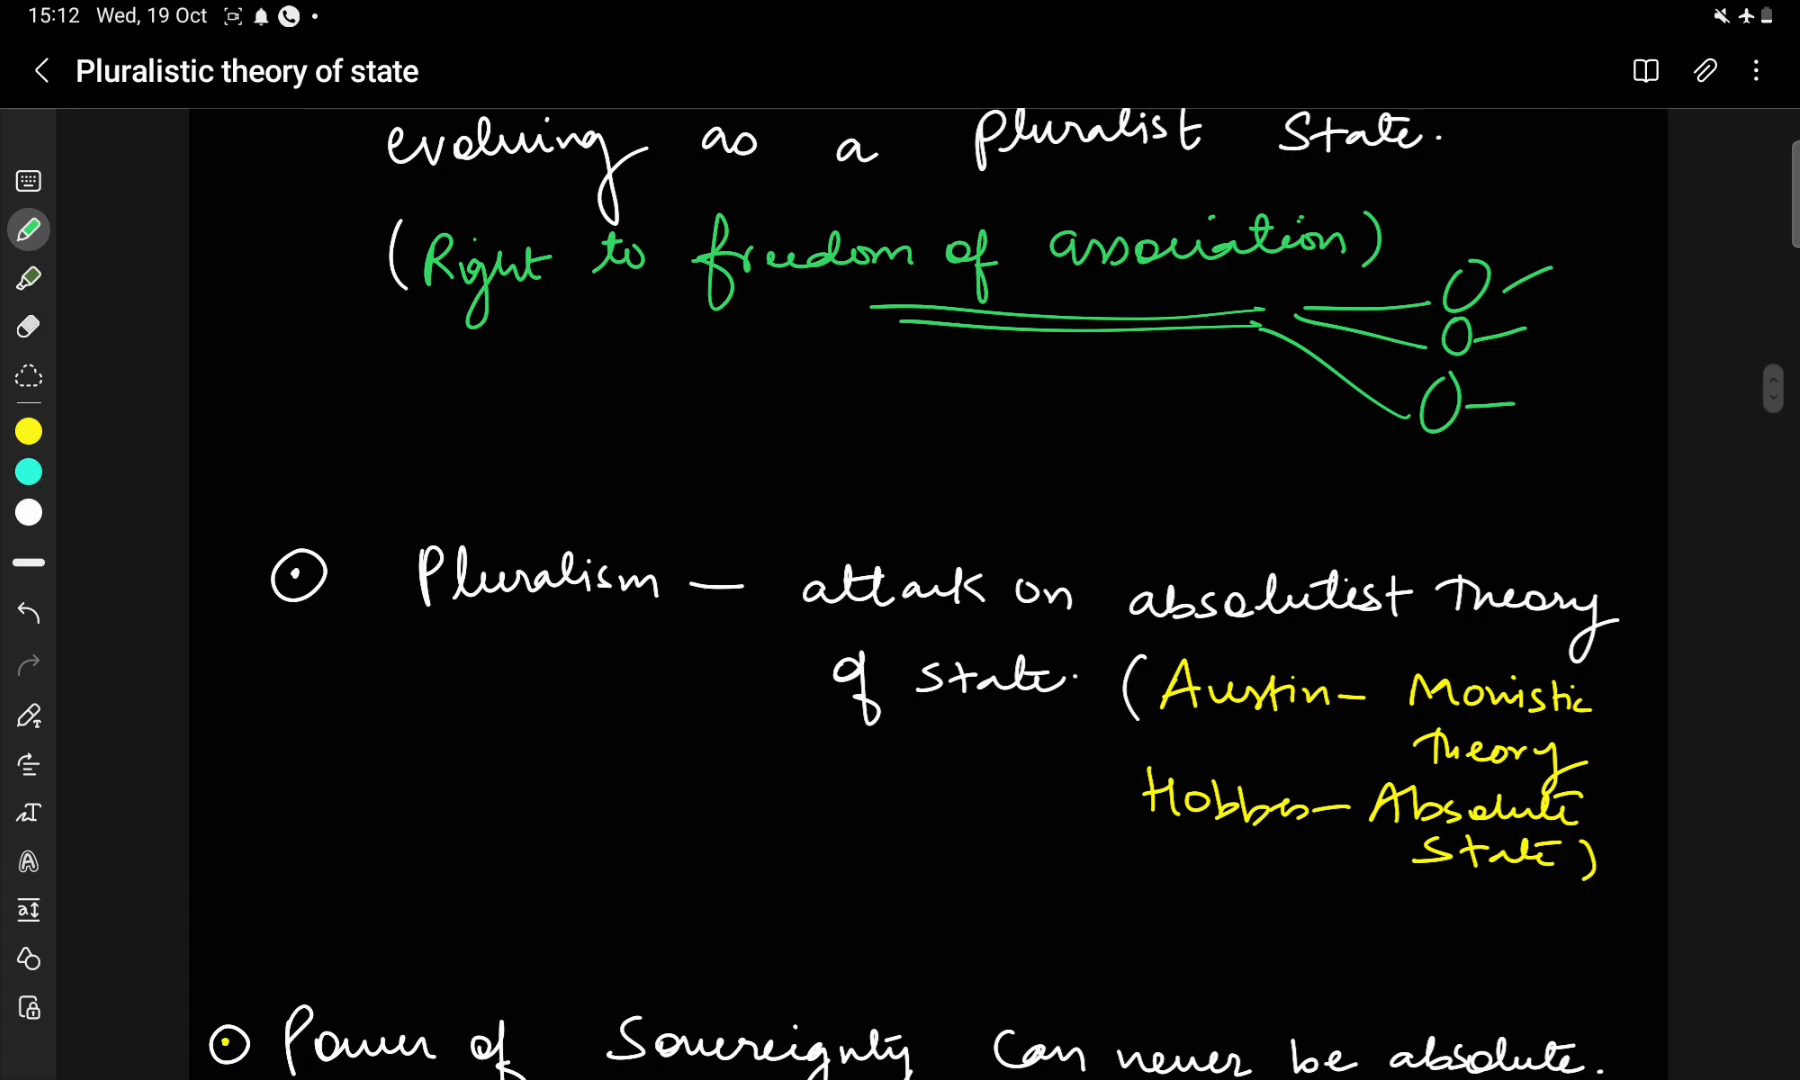 15:12 Wed, 19 Oct
Pluralistic theory of state
evolving as a Pluralist State.
(Right to freedom of association)
Pluralism — attack on absolutist Theory
of state. (Austin — Monistic
Theory
Hobbes — Absolute
State)
Power of Sovereignty Can never be absolute.